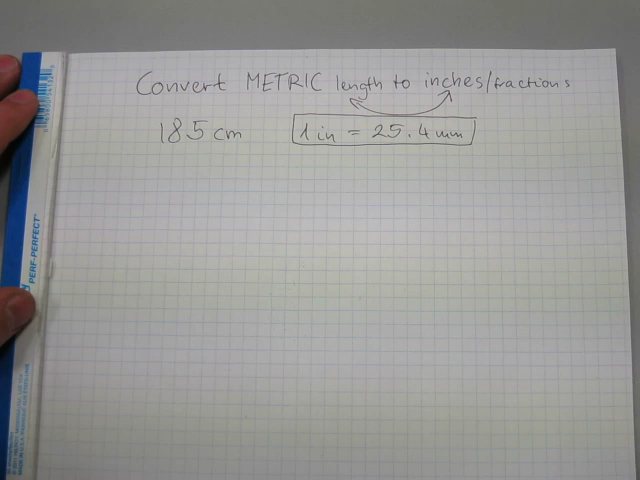 Convert METRIC length to inches/fractions
185 cm
1 in = 25.4 mm
PERF-PERFECT